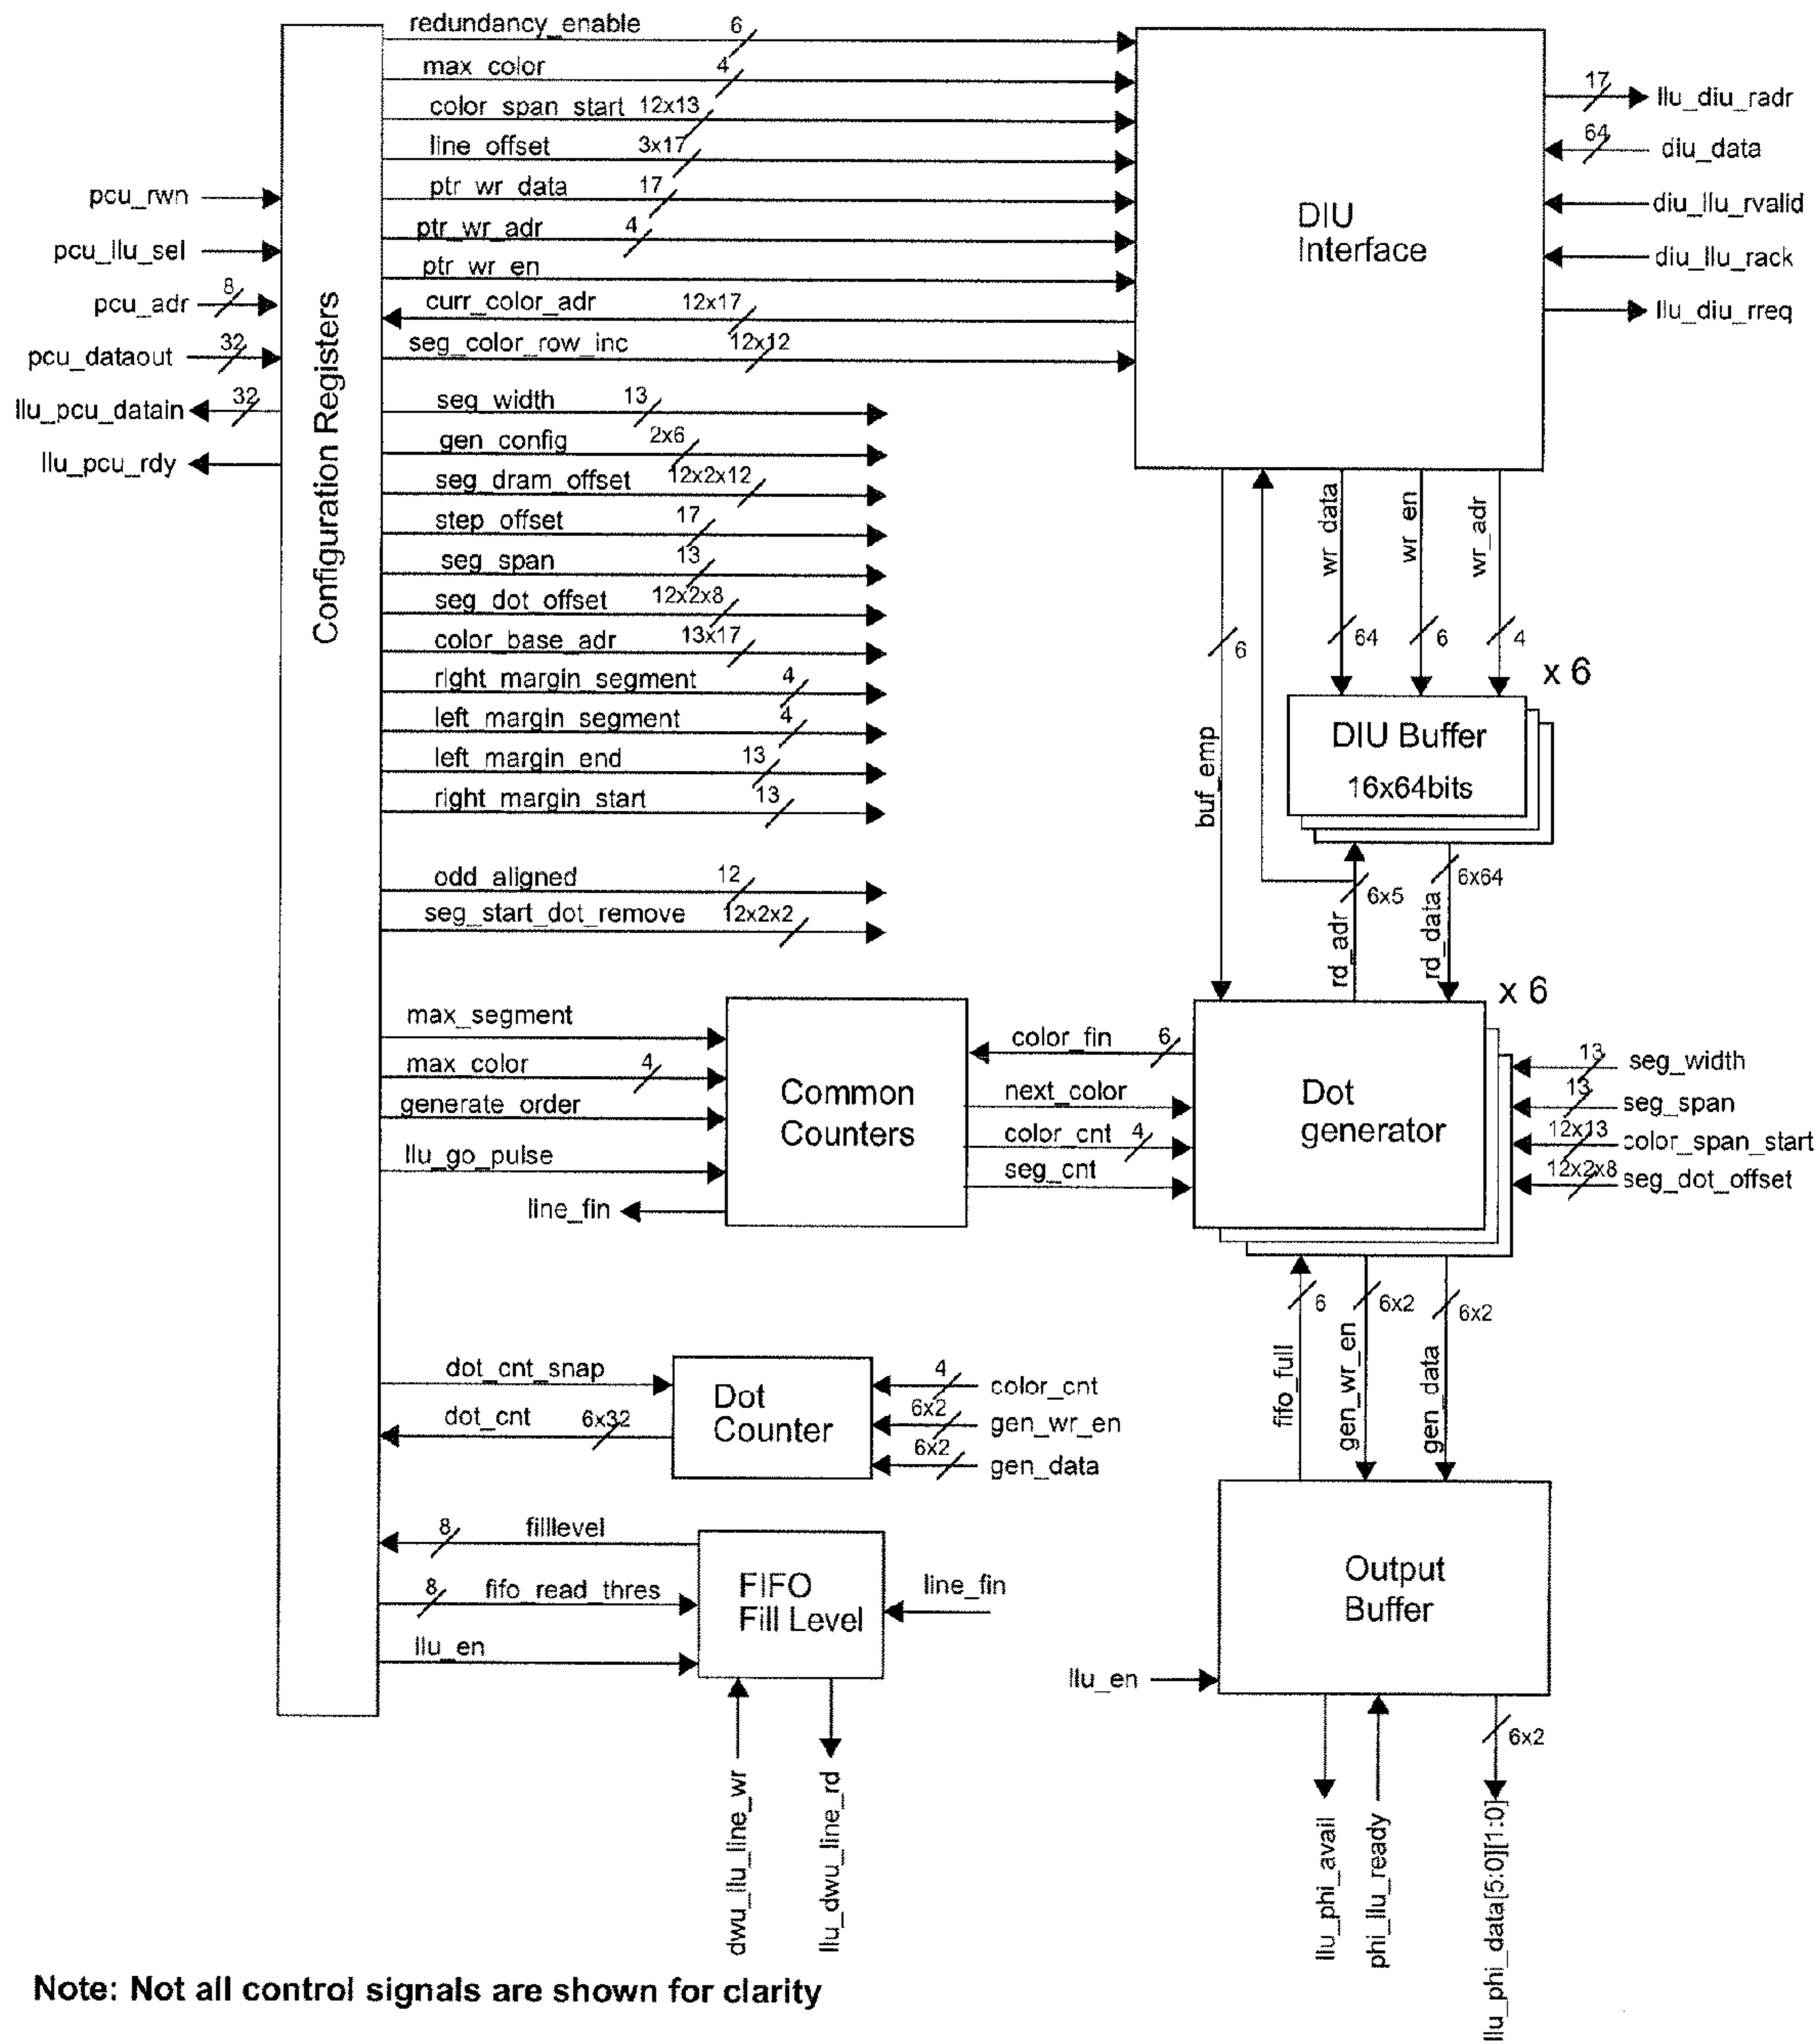 redundancy_enable 6
max_color 4
color_span_start 12x13
line_offset 3x17
ptr_wr_data 17
ptr_wr_adr 4
ptr_wr_en
curr_color_adr 12x17
seg_color_row_inc 12x12
seg_width 13
gen_config 2x6
seg_dram_offset 12x2x12
step_offset 17
seg_span 13
seg_dot_offset 12x2x8
color_base_adr 13x17
right_margin_segment 4
left_margin_segment 4
left_margin_end 13
right_margin_start 13
odd_aligned 12
seg_start_dot_remove 12x2x2
pcu_rwn
pcu_llu_sel
pcu_adr 8
pcu_dataout 32
llu_pcu_datain 32
llu_pcu_rdy
Configuration Registers
DIU
Interface
17 llu_diu_radr
64 diu_data
diu_llu_rvalid
diu_llu_rack
llu_diu_rreq
buf_emp 6
wr_data 64
wr_en 6
wr_adr 4
x 6
DIU Buffer
16x64bits
rd_adr 6x5
rd_data 6x64
x 6
max_segment
max_color 4
generate_order
llu_go_pulse
line_fin
Common
Counters
color_fin 6
next_color
color_cnt 4
seg_cnt
Dot
generator
13 seg_width
13 seg_span
12x13 color_span_start
12x2x8 seg_dot_offset
fifo_full 6
gen_wr_en 6x2
gen_data 6x2
dot_cnt_snap
dot_cnt 6x32
Dot
Counter
4 color_cnt
6x2 gen_wr_en
6x2 gen_data
8 filllevel
8 fifo_read_thres
llu_en
FIFO
Fill Level
line_fin
dwu_llu_line_wr
llu_dwu_line_rd
Output
Buffer
llu_en
llu_phi_avail
phi_llu_ready
6x2
llu_phi_data[5:0][1:0]
Note: Not all control signals are shown for clarity